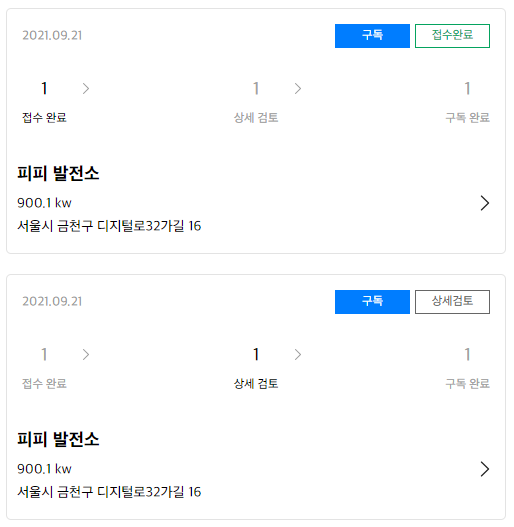 2021.09.21 구독 접수완료
1 1 1
접수 완료 상세 검토 구독 완료
피피 발전소
900.1 kw
서울시 금천구 디지털로32가길 16
2021.09.21 구독 상세검토
1 1 1
접수 완료 상세 검토 구독 완료
피피 발전소
900.1 kw
서울시 금천구 디지털로32가길 16